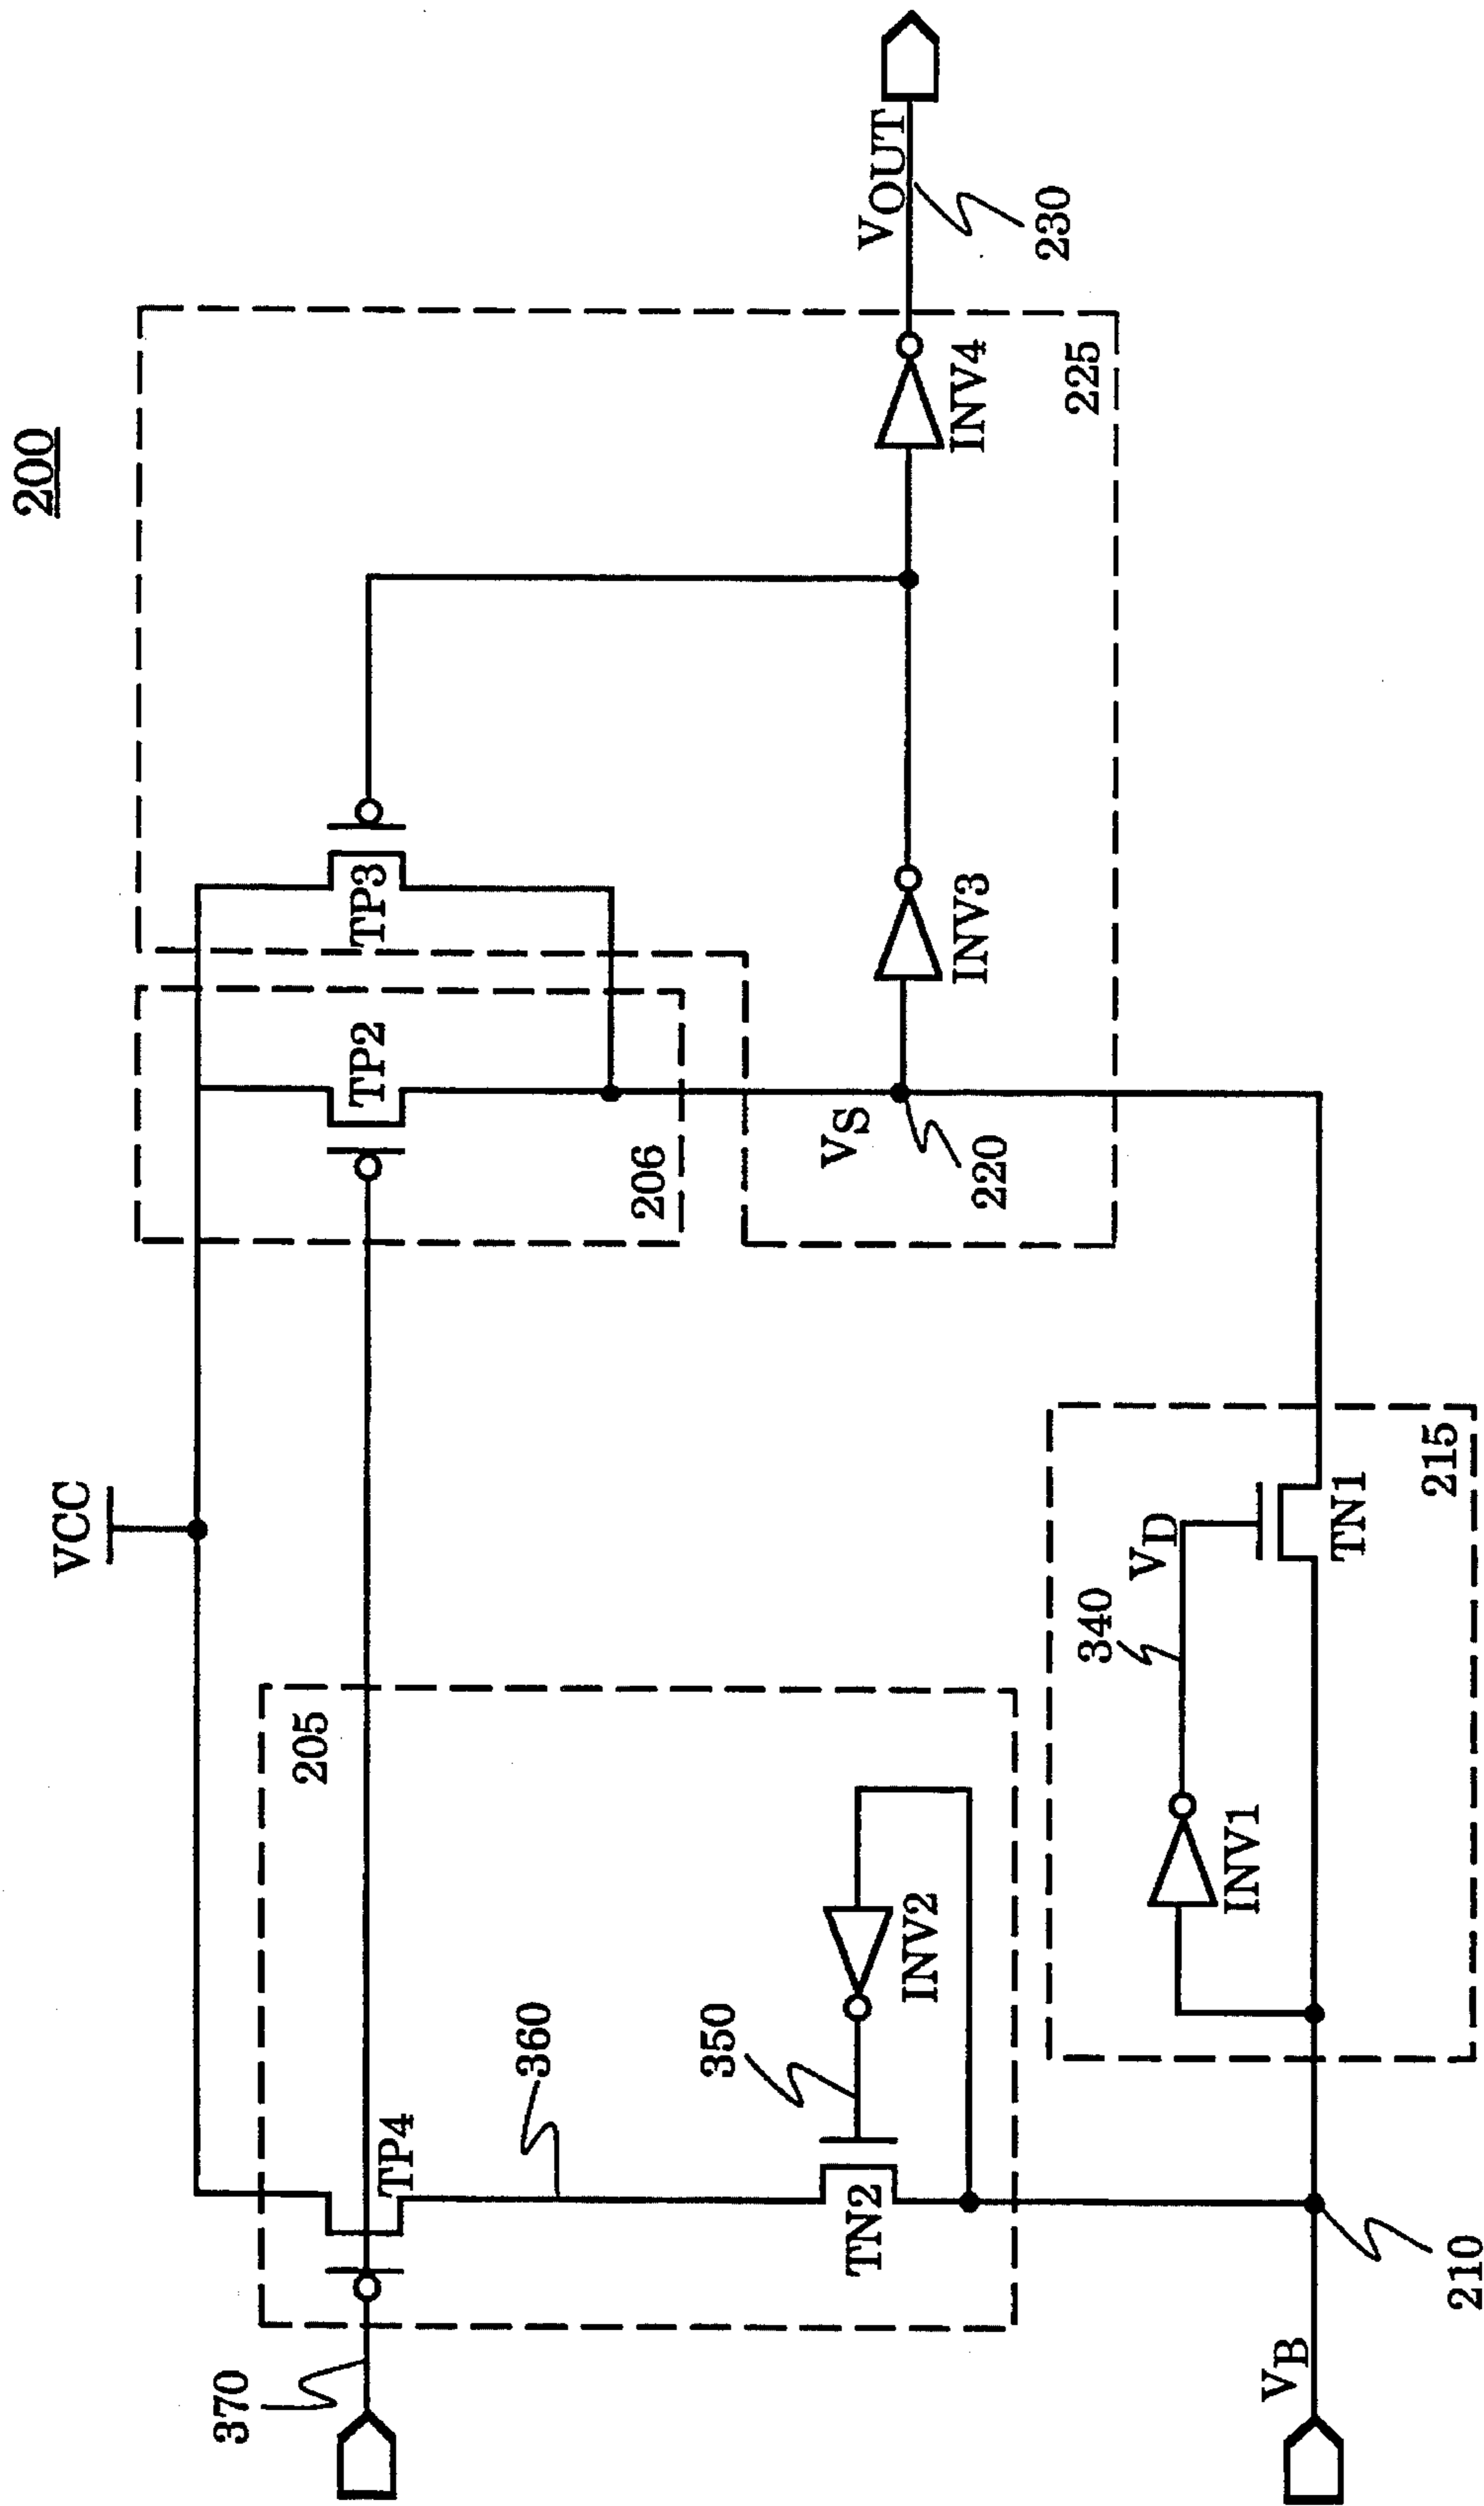 200
VCC
370
TP4
205
TP2
206
TP3
360
350
TN2
INV2
VS
220
INV3
INV4
225
VOUT
230
340
VD
INV1
TN1
215
VB
210